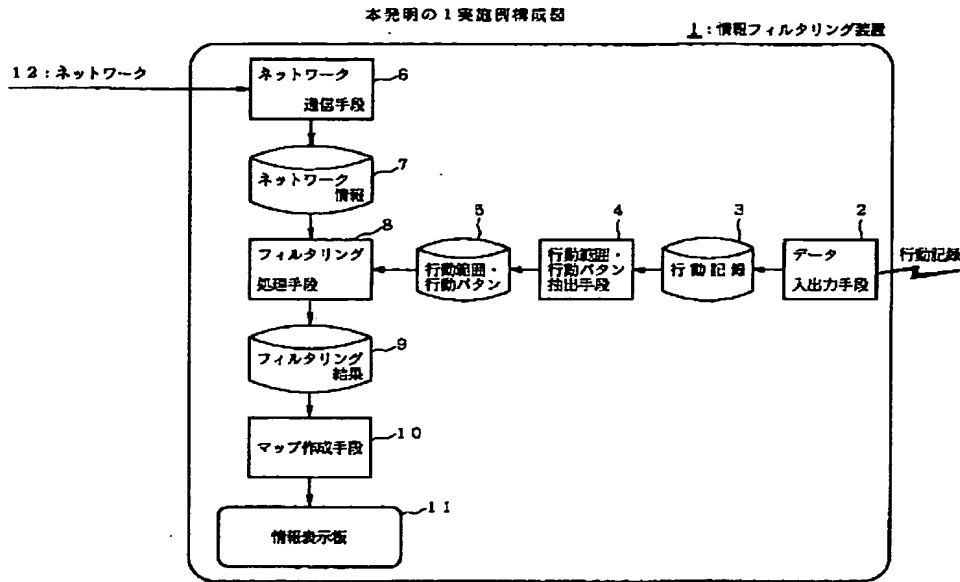 本発明の1実施例構成図
1：情報フィルタリング装置
12：ネットワーク
ネットワーク
通信手段
6
ネットワーク
情報
7
フィルタリング
処理手段
8
行動範囲・
行動パタン
5
行動範囲・
行動パタン
抽出手段
4
行動記録
3
データ
入出力手段
2
行動記録
フィルタリング
結果
9
マップ作成手段
10
情報表示板
11